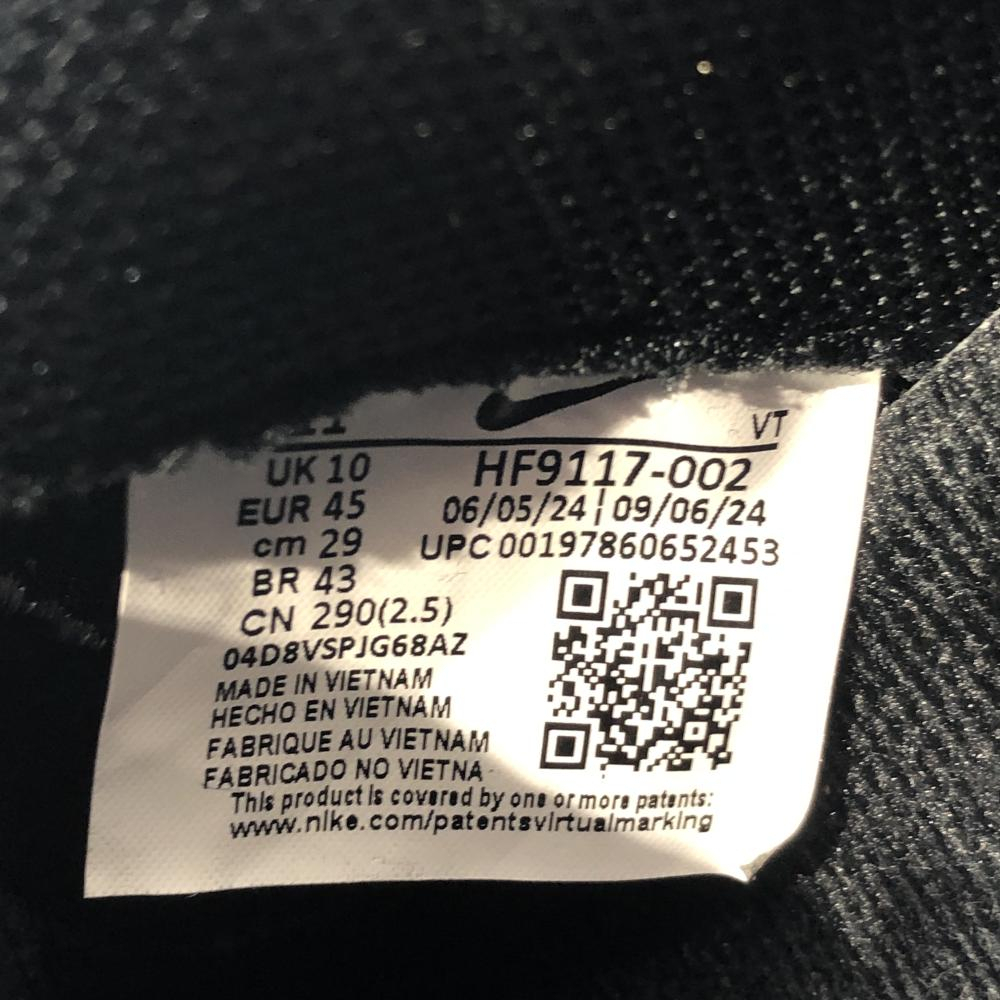 11
VT
UK 10
HF9117-002
EUR 45
06/05/24 ¦ 09/06/24
cm 29
UPC 00197860652453
BR 43
CN 290(2.5)
04D8VSPJG68AZ
MADE IN VIETNAM
HECHO EN VIETNAM
FABRIQUE AU VIETNAM
FABRICADO NO VIETNA
This product is covered by one or more patents:
www.nike.com/patentsvirtualmarking